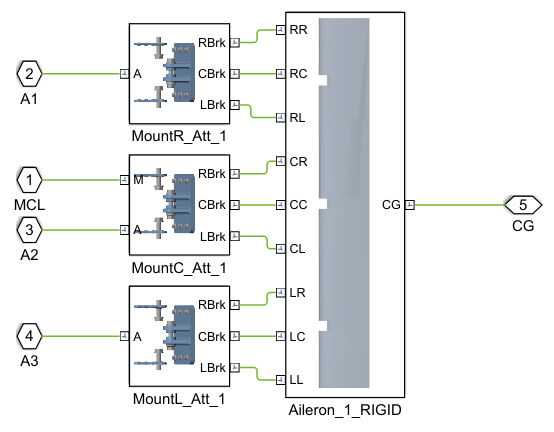 RBrk
RR
2
A
CBrk
RC
A1
LBrk
RL
MountR_Att_1
RBrk
CR
1
M
MCL
CBrk
CC
CG
5
3
A
CG
A2
LBrk
CL
MountC_Att_1
RBrk
LR
4
A
CBrk
LC
A3
LBrk
LL
MountL_Att_1
Aileron_1_RIGID